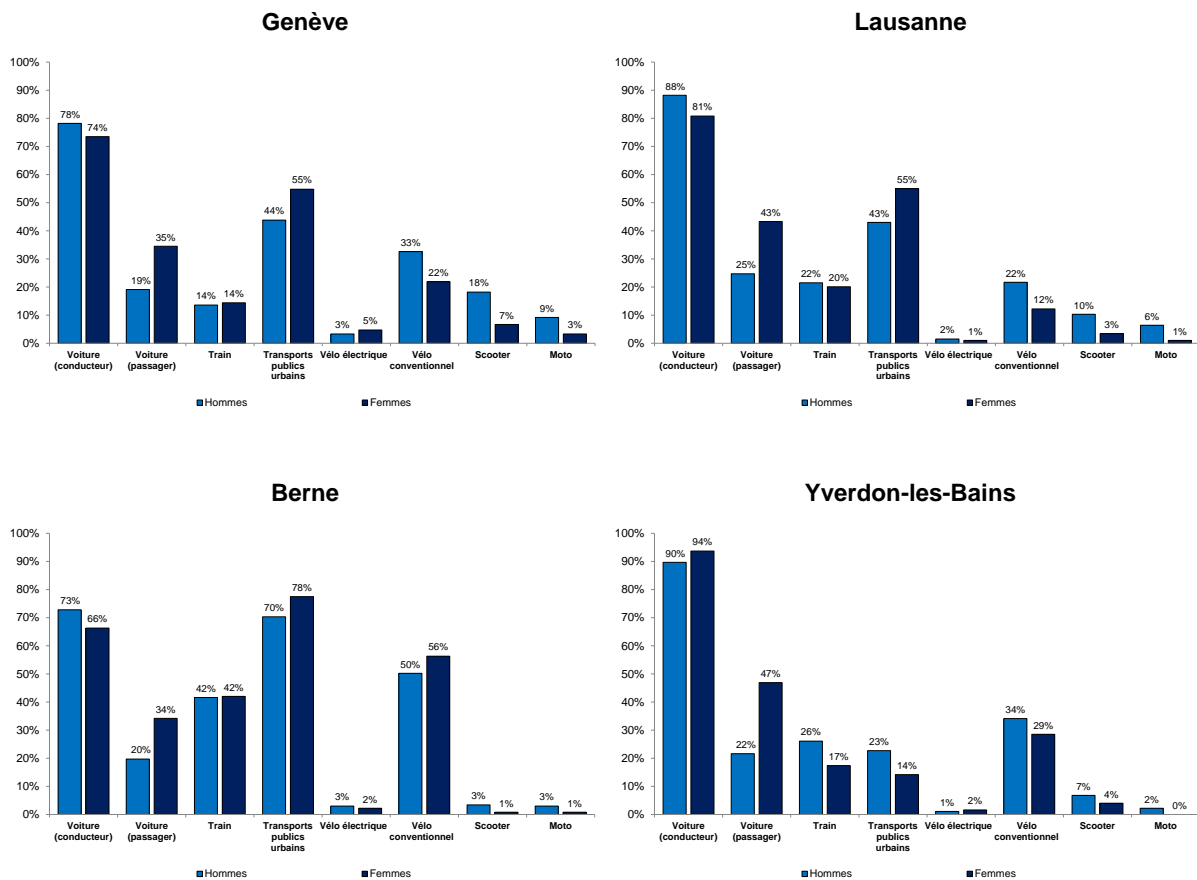 Genève
100%
90%
80%
70%
60%
50%
40%
30%
20%
10%
0%
78%
74%
19%
35%
14%
14%
44%
55%
3%
5%
33%
22%
18%
7%
9%
3%
Voiture (conducteur)
Voiture (passager)
Train
Transports publics urbains
Vélo électrique
Vélo conventionnel
Scooter
Moto
Hommes
Femmes
Lausanne
100%
90%
80%
70%
60%
50%
40%
30%
20%
10%
0%
88%
81%
25%
43%
22%
20%
43%
55%
2%
1%
22%
12%
10%
3%
6%
1%
Voiture (conducteur)
Voiture (passager)
Train
Transports publics urbains
Vélo électrique
Vélo conventionnel
Scooter
Moto
Hommes
Femmes
Berne
100%
90%
80%
70%
60%
50%
40%
30%
20%
10%
0%
73%
66%
20%
34%
42%
42%
70%
78%
3%
2%
50%
56%
3%
1%
3%
1%
Voiture (conducteur)
Voiture (passager)
Train
Transports publics urbains
Vélo électrique
Vélo conventionnel
Scooter
Moto
Hommes
Femmes
Yverdon-les-Bains
100%
90%
80%
70%
60%
50%
40%
30%
20%
10%
0%
90%
94%
22%
47%
26%
17%
23%
14%
1%
2%
34%
29%
7%
4%
2%
0%
Voiture (conducteur)
Voiture (passager)
Train
Transports publics urbains
Vélo électrique
Vélo conventionnel
Scooter
Moto
Hommes
Femmes